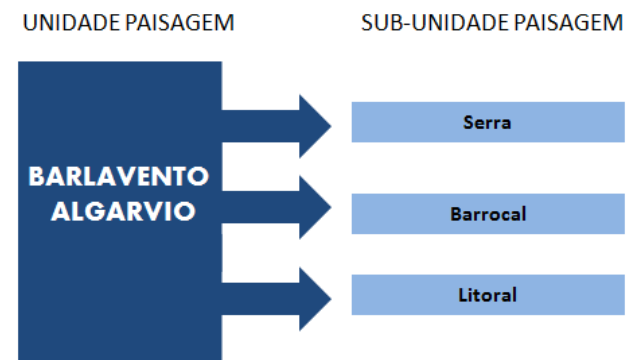 UNIDADE PAISAGEM
SUB-UNIDADE PAISAGEM
BARLAVENTO
ALGARVIO
Serra
Barrocal
Litoral